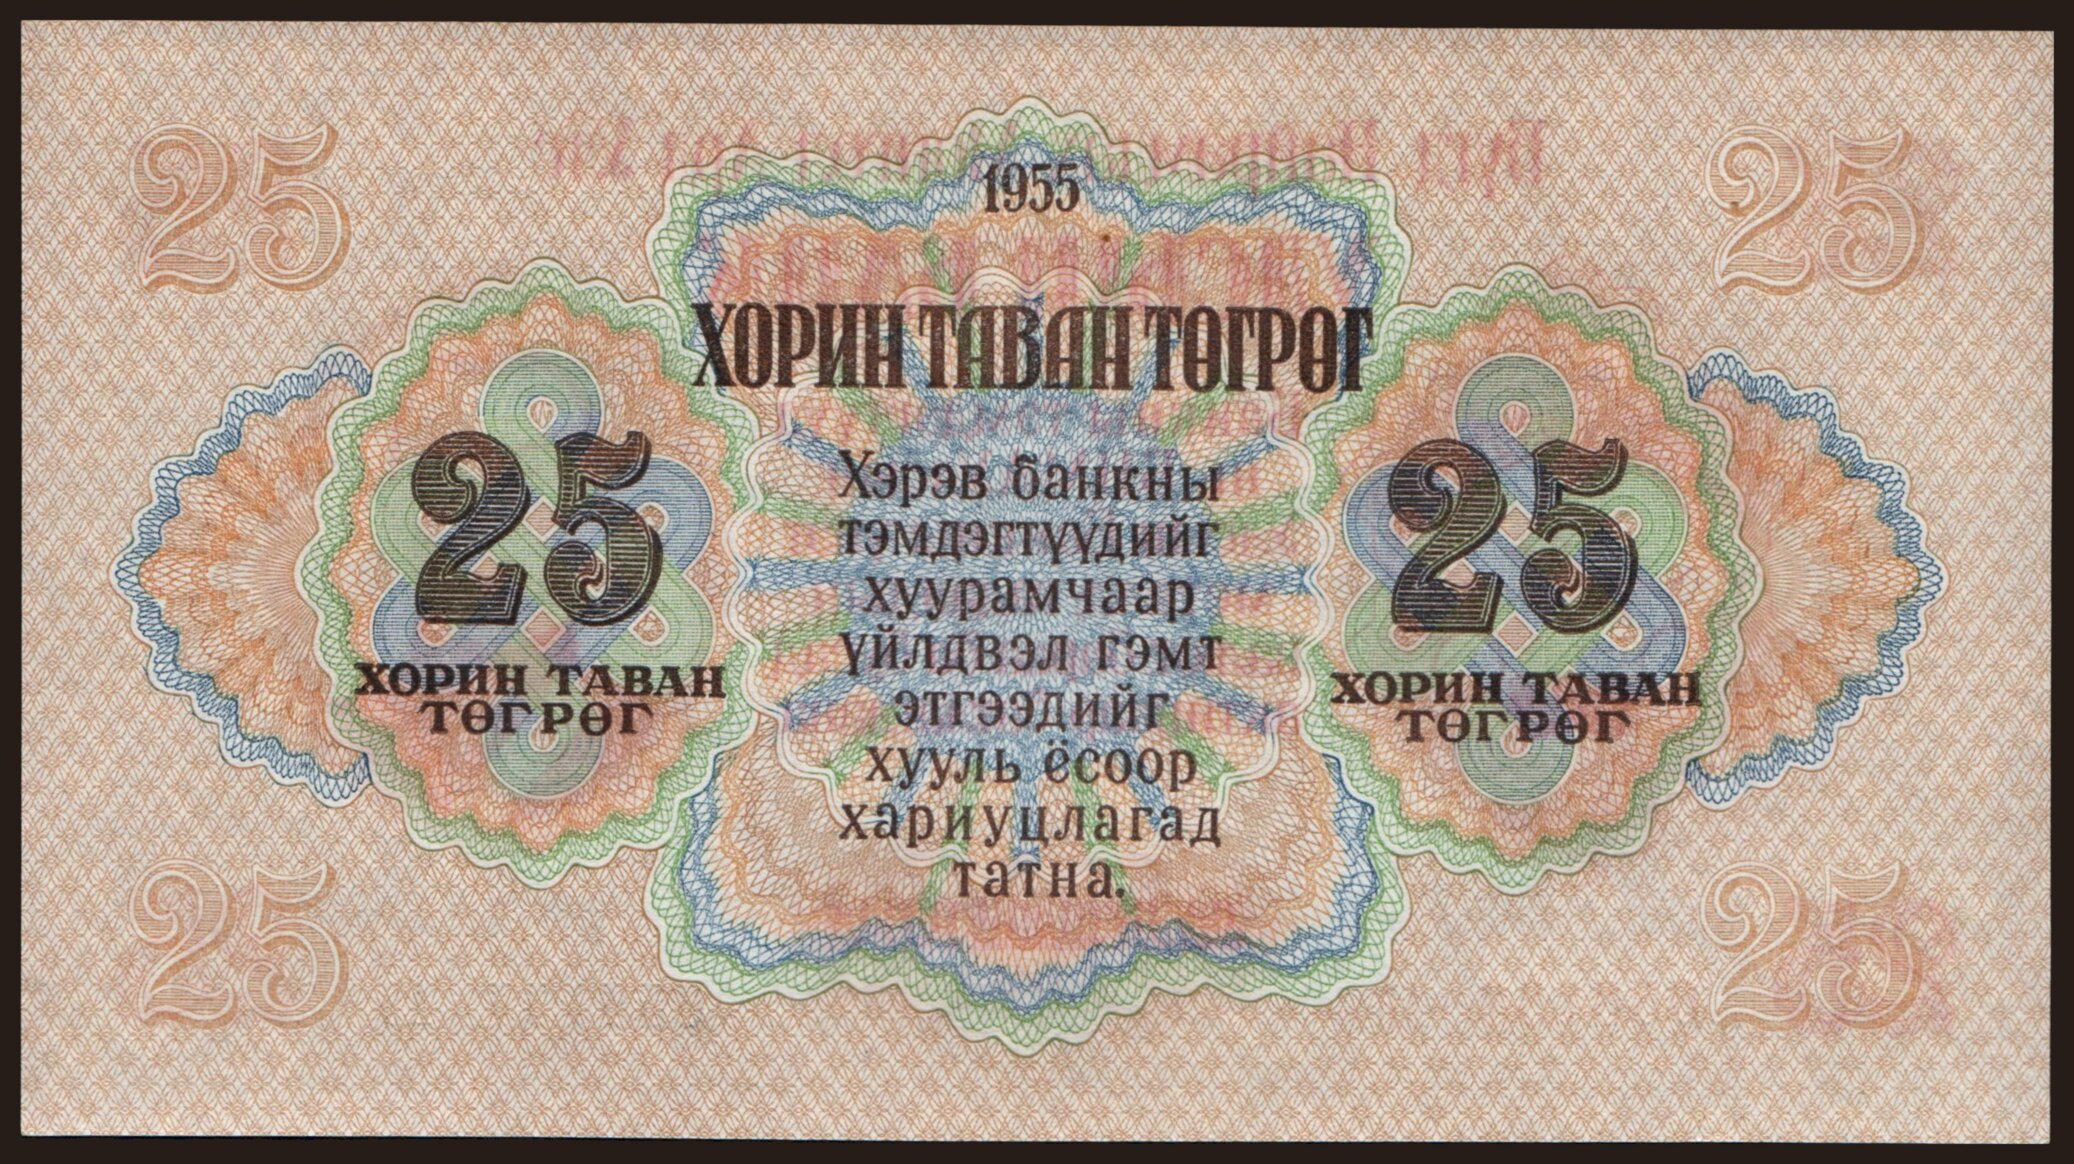 25 25
1955
ХОРИН ТАВАН ТӨГРӨГ
25 25
Хэрэв банкны
тэмдэгтүүдийг
хуурамчаар
үйлдвэл гэмт
этгээдийг
хууль ёсоор
хариуцлагад
татна.
ХОРИН ТАВАН
ТӨГРӨГ
ХОРИН ТАВАН
ТӨГРӨГ
25 25